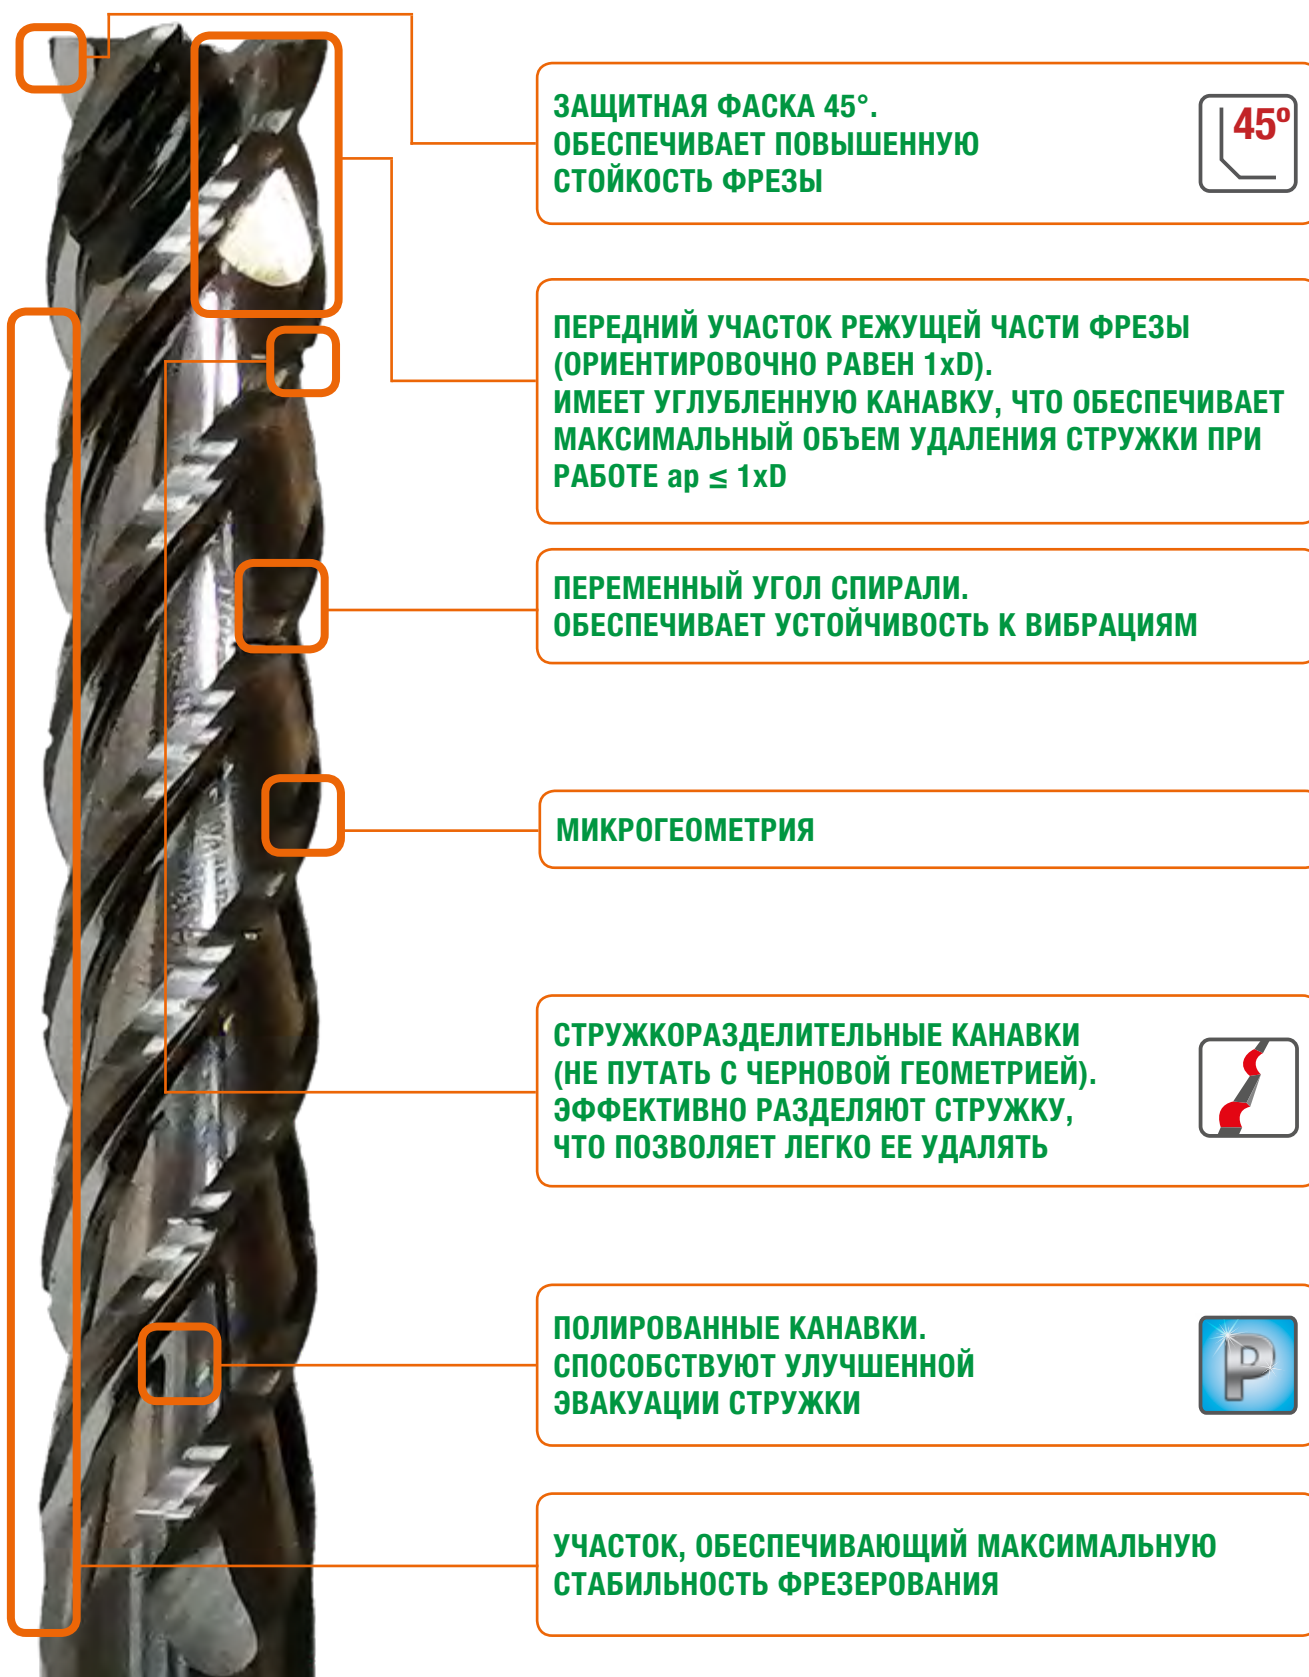 ЗАЩИТНАЯ ФАСКА 45°.
ОБЕСПЕЧИВАЕТ ПОВЫШЕННУЮ
СТОЙКОСТЬ ФРЕЗЫ
45º
ПЕРЕДНИЙ УЧАСТОК РЕЖУЩЕЙ ЧАСТИ ФРЕЗЫ
(ОРИЕНТИРОВОЧНО РАВЕН 1xD).
ИМЕЕТ УГЛУБЛЕННУЮ КАНАВКУ, ЧТО ОБЕСПЕЧИВАЕТ
МАКСИМАЛЬНЫЙ ОБЪЕМ УДАЛЕНИЯ СТРУЖКИ ПРИ
РАБОТЕ ap ≤ 1xD
ПЕРЕМЕННЫЙ УГОЛ СПИРАЛИ.
ОБЕСПЕЧИВАЕТ УСТОЙЧИВОСТЬ К ВИБРАЦИЯМ
МИКРОГЕОМЕТРИЯ
СТРУЖКОРАЗДЕЛИТЕЛЬНЫЕ КАНАВКИ
(НЕ ПУТАТЬ С ЧЕРНОВОЙ ГЕОМЕТРИЕЙ).
ЭФФЕКТИВНО РАЗДЕЛЯЮТ СТРУЖКУ,
ЧТО ПОЗВОЛЯЕТ ЛЕГКО ЕЕ УДАЛЯТЬ
ПОЛИРОВАННЫЕ КАНАВКИ.
СПОСОБСТВУЮТ УЛУЧШЕННОЙ
ЭВАКУАЦИИ СТРУЖКИ
P
УЧАСТОК, ОБЕСПЕЧИВАЮЩИЙ МАКСИМАЛЬНУЮ
СТАБИЛЬНОСТЬ ФРЕЗЕРОВАНИЯ